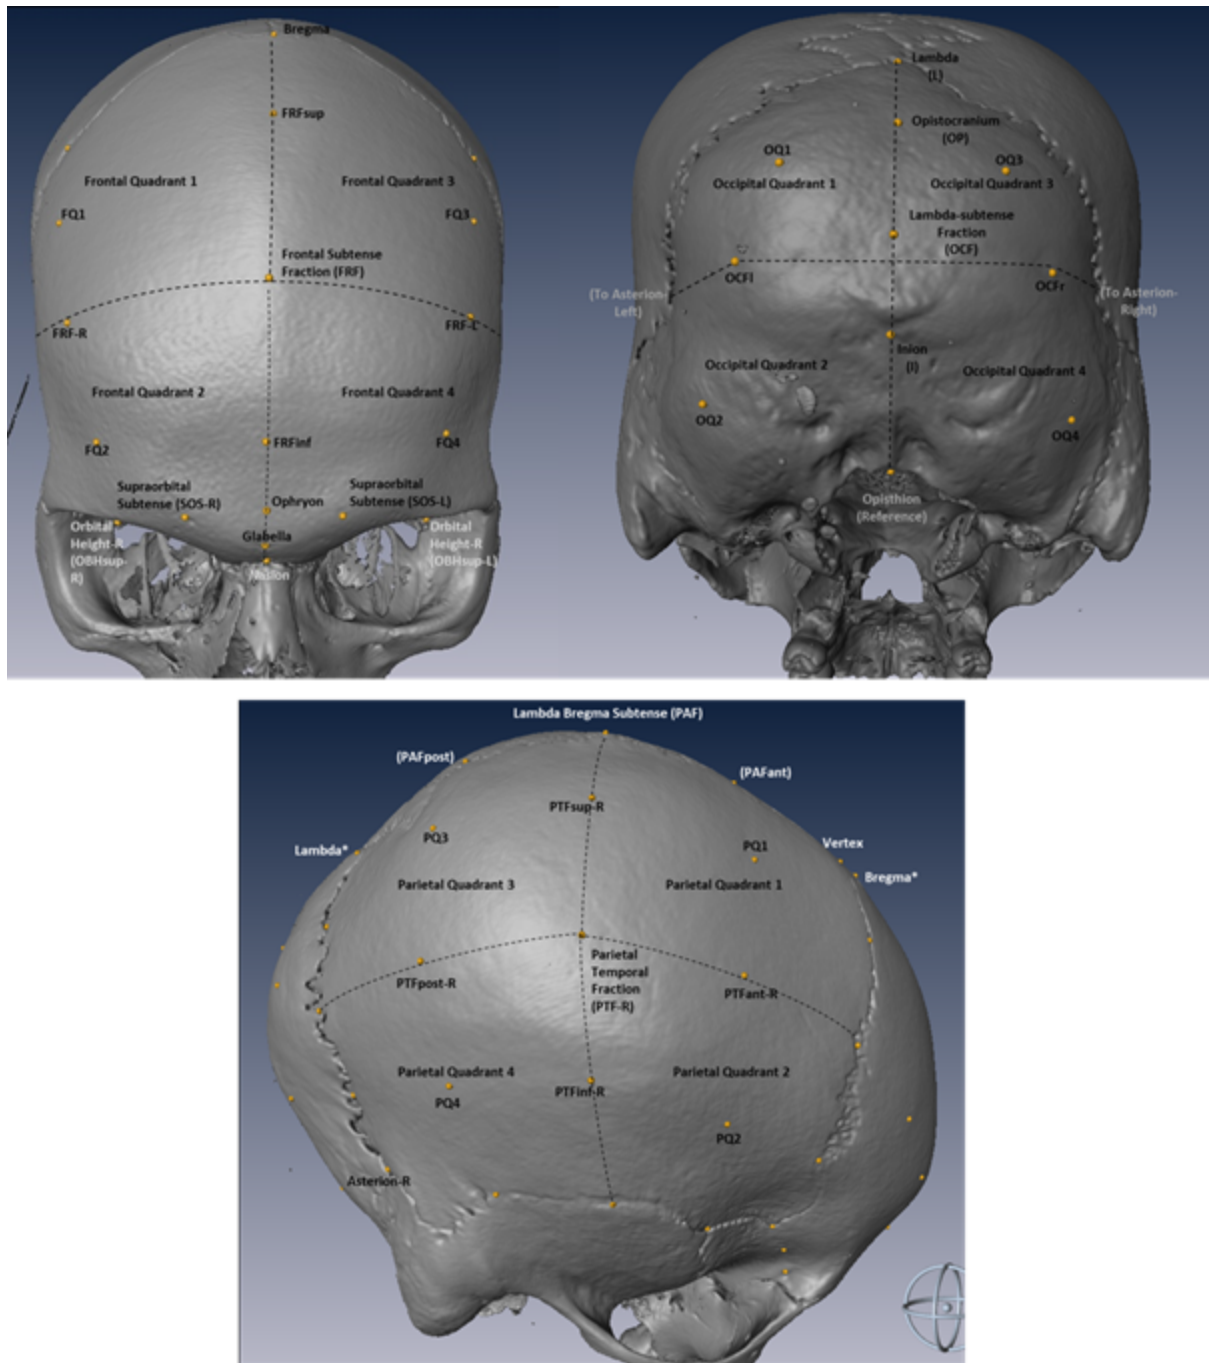 Bregma
FRFsup
Frontal Quadrant 1
Frontal Quadrant 3
FQ1
FQ3
Frontal Subtense
Fraction (FRF)
FRF-R
FRF-L
Frontal Quadrant 2
Frontal Quadrant 4
FQ2
FRFinf
FQ4
Supraorbital
Subtense (SOS-R)
Supraorbital
Subtense (SOS-L)
Ophryon
Orbital
Height-R
(OBHsup-
R)
Glabella
Orbital
Height-R
(OBHsup-L)
Nasion
Lambda
(L)
Opistocranium
(OP)
OQ1
OQ3
Occipital Quadrant 1
Occipital Quadrant 3
Lambda-subtense
Fraction
(OCF)
OCFl
OCFr
(To Asterion-
Left)
(To Asterion-
Right)
Inion
(I)
Occipital Quadrant 2
Occipital Quadrant 4
OQ2
OQ4
Opisthion
(Reference)
Lambda Bregma Subtense (PAF)
(PAFpost)
(PAFant)
PTFsup-R
PQ3
PQ1
Vertex
Lambda*
Bregma*
Parietal Quadrant 3
Parietal Quadrant 1
Parietal
Temporal
Fraction
(PTF-R)
PTFpost-R
PTFant-R
Parietal Quadrant 4
Parietal Quadrant 2
PTFinf-R
PQ4
PQ2
Asterion-R